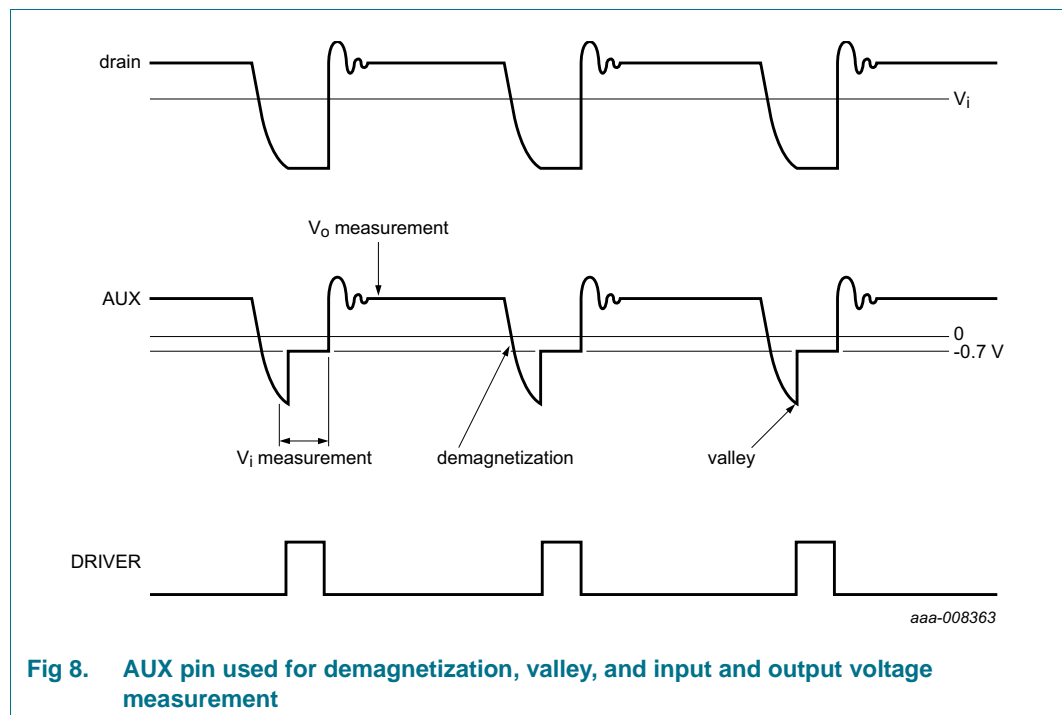 drain
Vi
Vo measurement
AUX
0
-0.7 V
Vi measurement
demagnetization
valley
DRIVER
aaa-008363
Fig 8. AUX pin used for demagnetization, valley, and input and output voltage
measurement